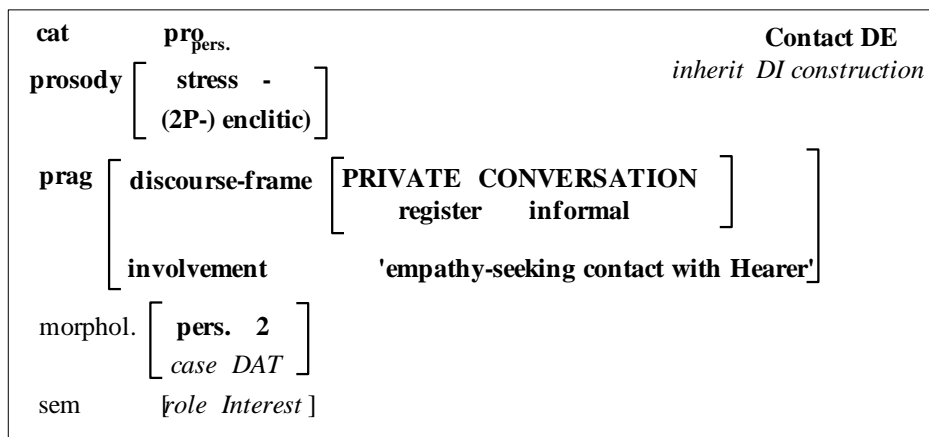 cat pro pers. Contact DE
inherit DI construction
prosody stress -
(2P-) enclitic)
prag discourse-frame PRIVATE CONVERSATION
register informal
involvement 'empathy-seeking contact with Hearer'
morphol. pers. 2
case DAT
sem [role Interest]